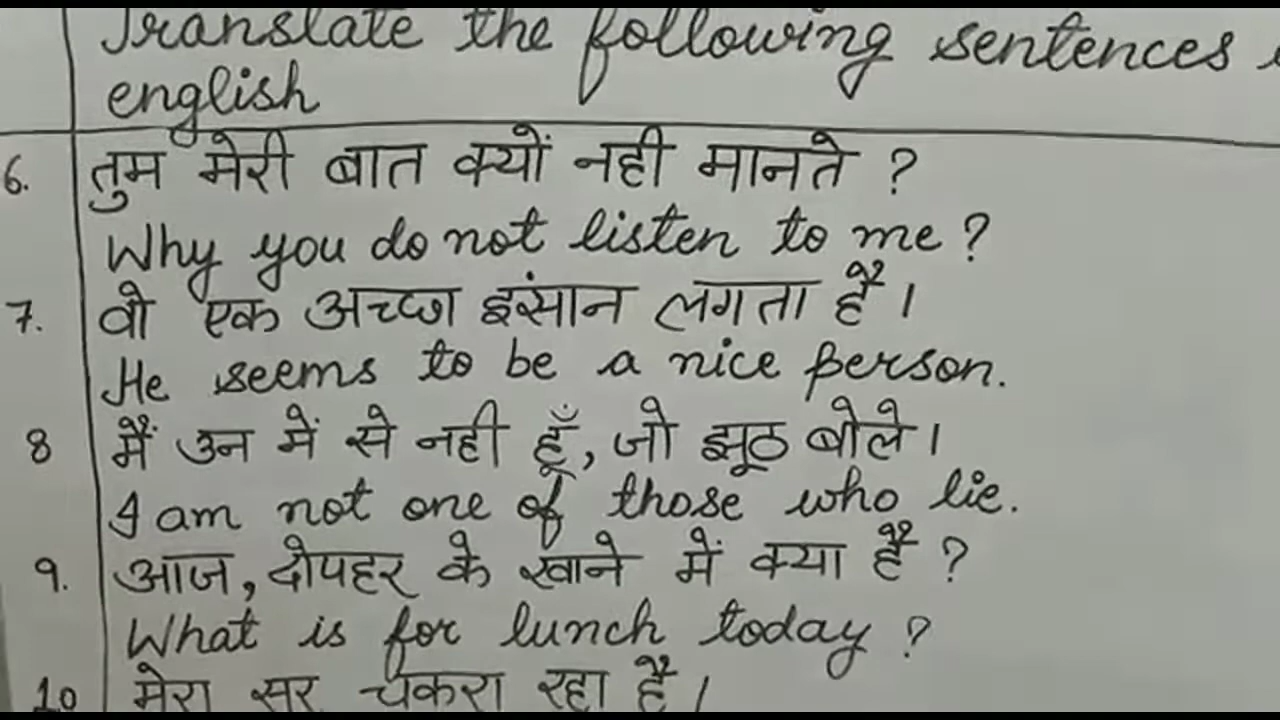 Translate the following sentences
english
6. तुम मेरी बात क्यों नही मानते ?
Why you do not listen to me ?
7. वो एक अच्छा इंसान लगता है।
He seems to be a nice person.
8 मैं उन में से नही हूँ, जो झूठ बोले।
I am not one of those who lie.
9. आज, दोपहर के खाने में क्या है ?
What is for lunch today ?
10 मेरा सर चकरा रहा है।